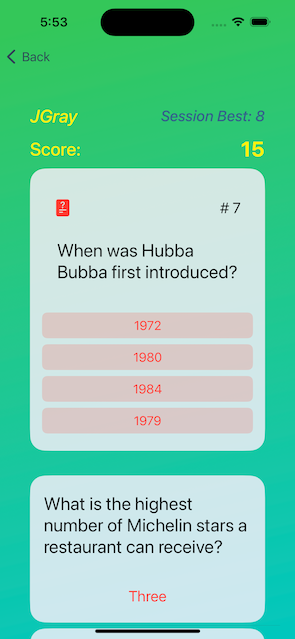 5:53
Back
JGray
Session Best: 8
Score:
15
# 7
When was Hubba
Bubba first introduced?
1972
1980
1984
1979
What is the highest
number of Michelin stars a
restaurant can receive?
Three